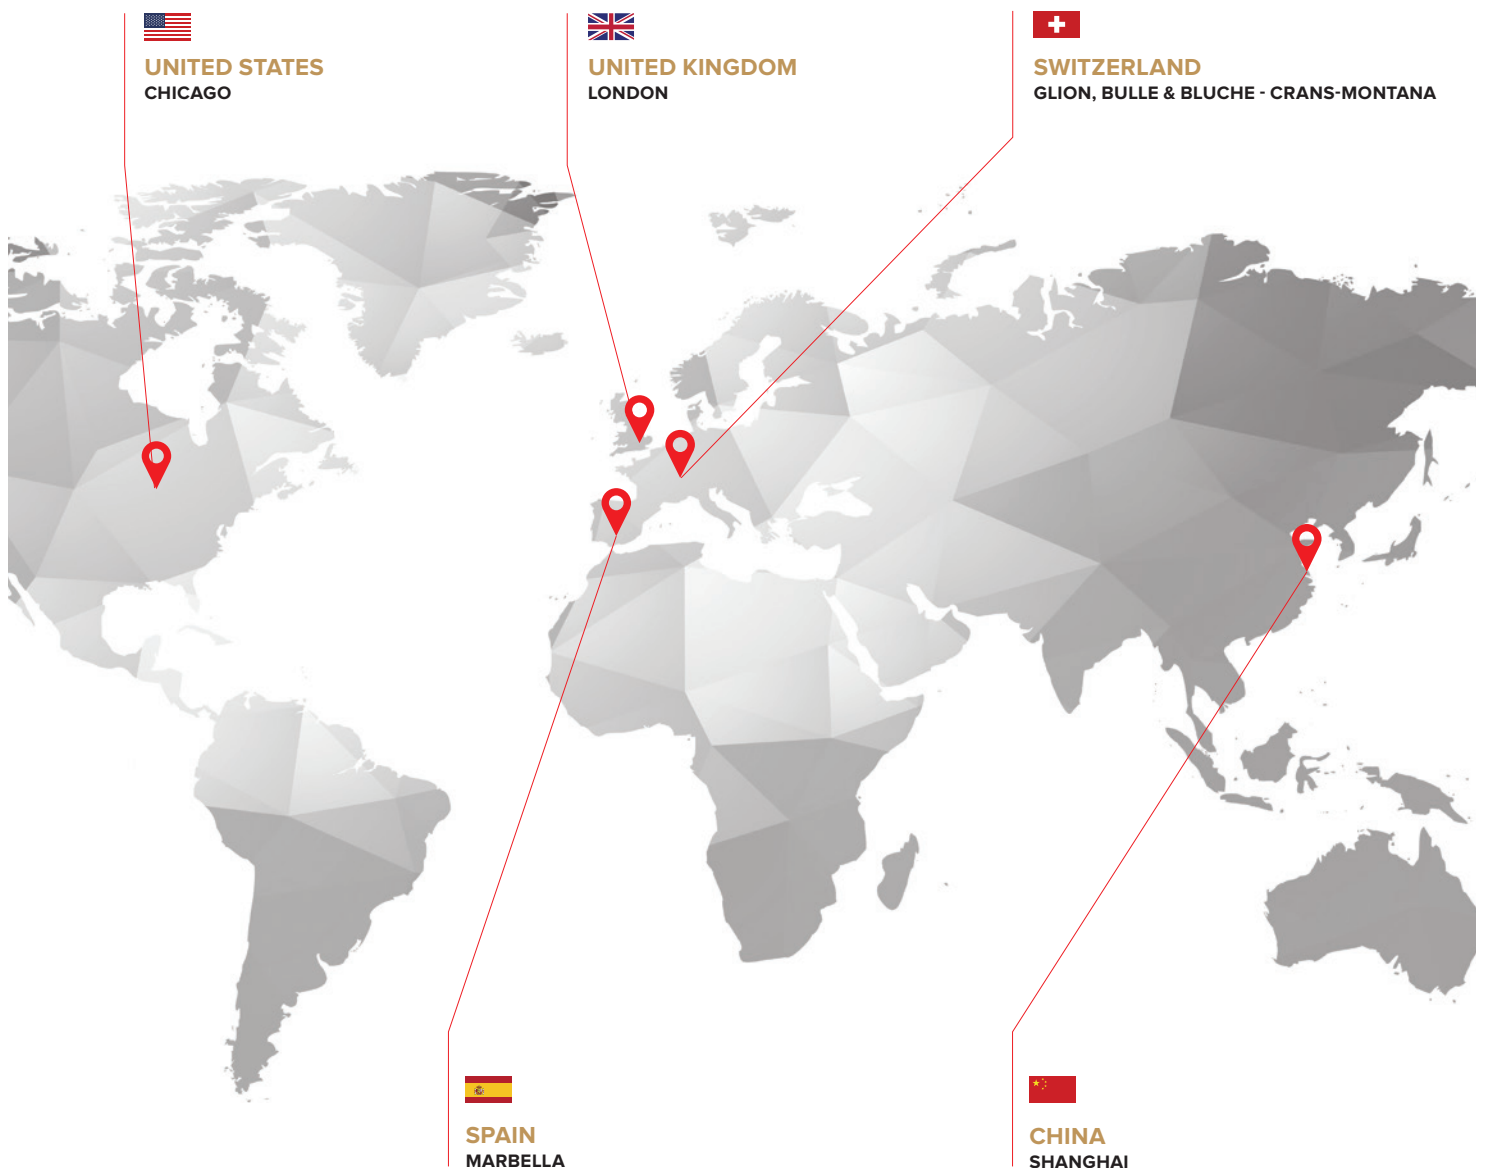 UNITED STATES
CHICAGO
UNITED KINGDOM
LONDON
SWITZERLAND
GLION, BULLE & BLUCHE - CRANS-MONTANA
SPAIN
MARBELLA
CHINA
SHANGHAI